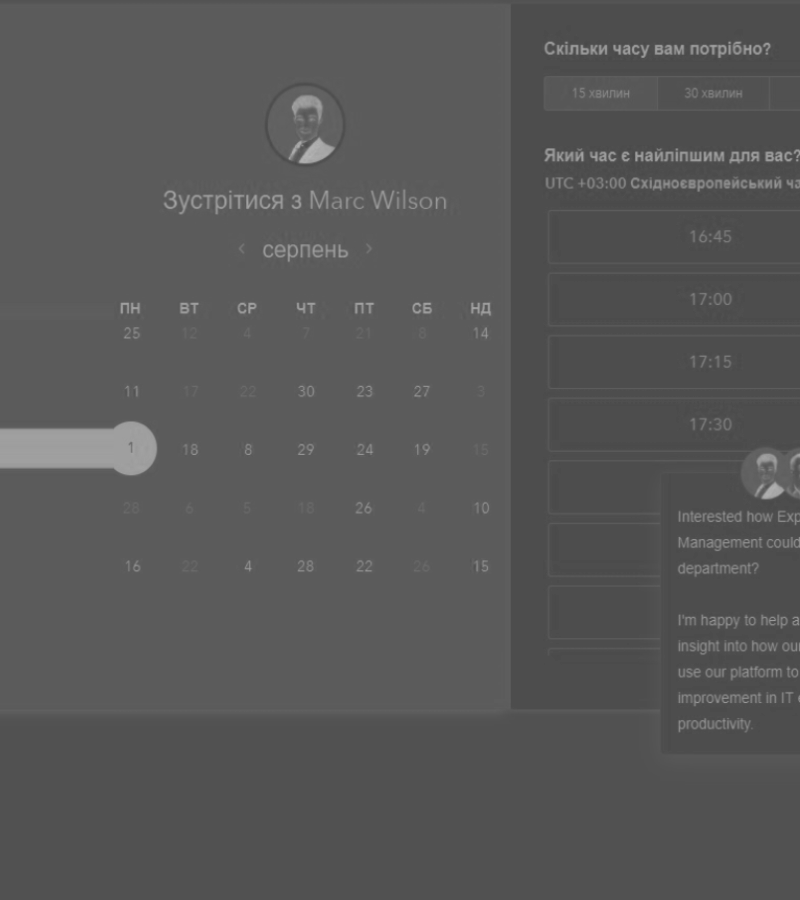 Зустрітися з Marc Wilson
‹ серпень ›
ПН ВТ СР ЧТ ПТ СБ НД
25 12 4 7 21 8 14
11 17 22 30 23 27 3
1 18 8 29 24 19 15
28 6 5 18 26 4 10
16 22 4 28 22 26 15
Скільки часу вам потрібно?
15 хвилин 30 хвилин
Який час є найліпшим для вас?
UTC +03:00 Східноєвропейський ча
16:45
17:00
17:15
17:30
Interested how Exp
Management could
department?
I'm happy to help a
insight into how our
use our platform to
improvement in IT
productivity.